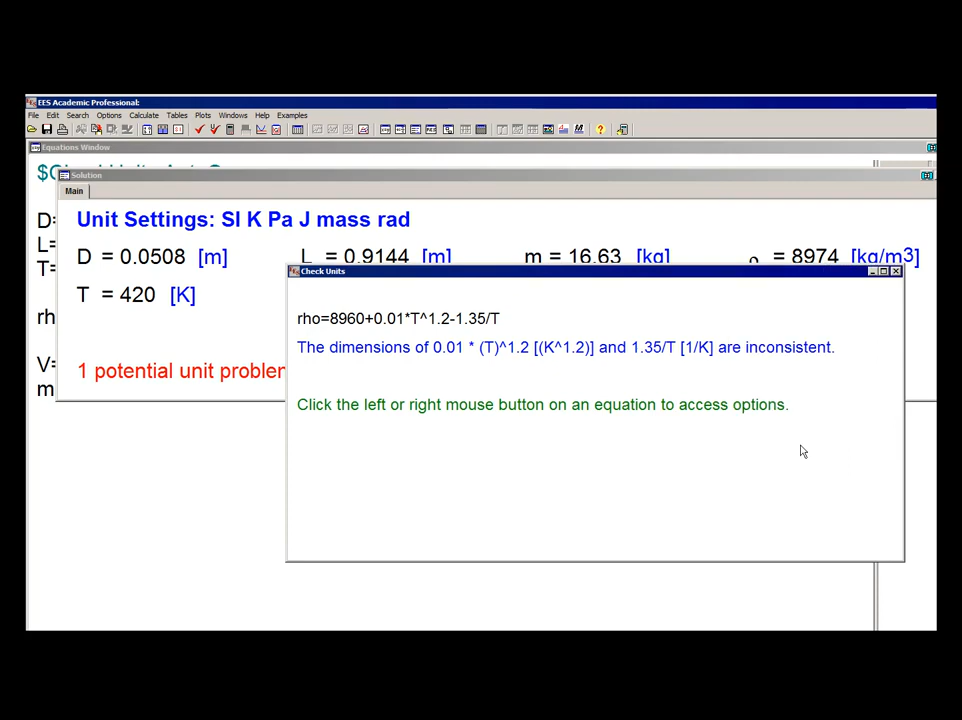 EES Academic Professional:
File Edit Search Options Calculate Tables Plots Windows Help Examples
Equations Window
Solution
Main
D=
L=
T=
rh
V=
m
Unit Settings: SI K Pa J mass rad
D = 0.0508 [m] L = 0.9144 [m] m = 16.63 [kg] ρ = 8974 [kg/m3]
T = 420 [K]
1 potential unit problem
Check Units
rho=8960+0.01*T^1.2-1.35/T
The dimensions of 0.01 * (T)^1.2 [(K^1.2)] and 1.35/T [1/K] are inconsistent.
Click the left or right mouse button on an equation to access options.